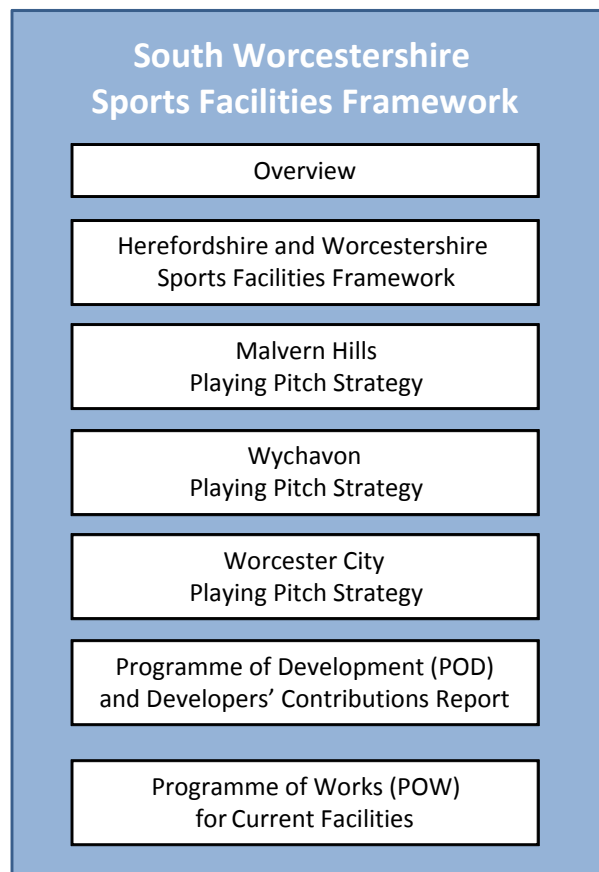 South Worcestershire
Sports Facilities Framework
Overview
Herefordshire and Worcestershire
Sports Facilities Framework
Malvern Hills
Playing Pitch Strategy
Wychavon
Playing Pitch Strategy
Worcester City
Playing Pitch Strategy
Programme of Development (POD)
and Developers’ Contributions Report
Programme of Works (POW)
for Current Facilities